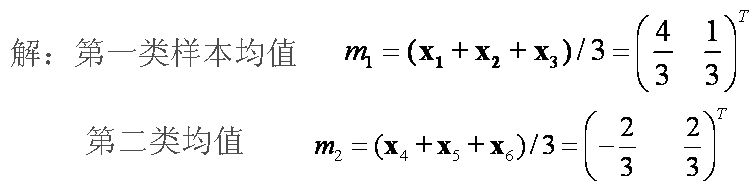 解：第一类样本均值 m₁ = (x₁ + x₂ + x₃) / 3 = (4/3 1/3)ᵀ
第二类均值 m₂ = (x₄ + x₅ + x₆) / 3 = (−2/3 2/3)ᵀ